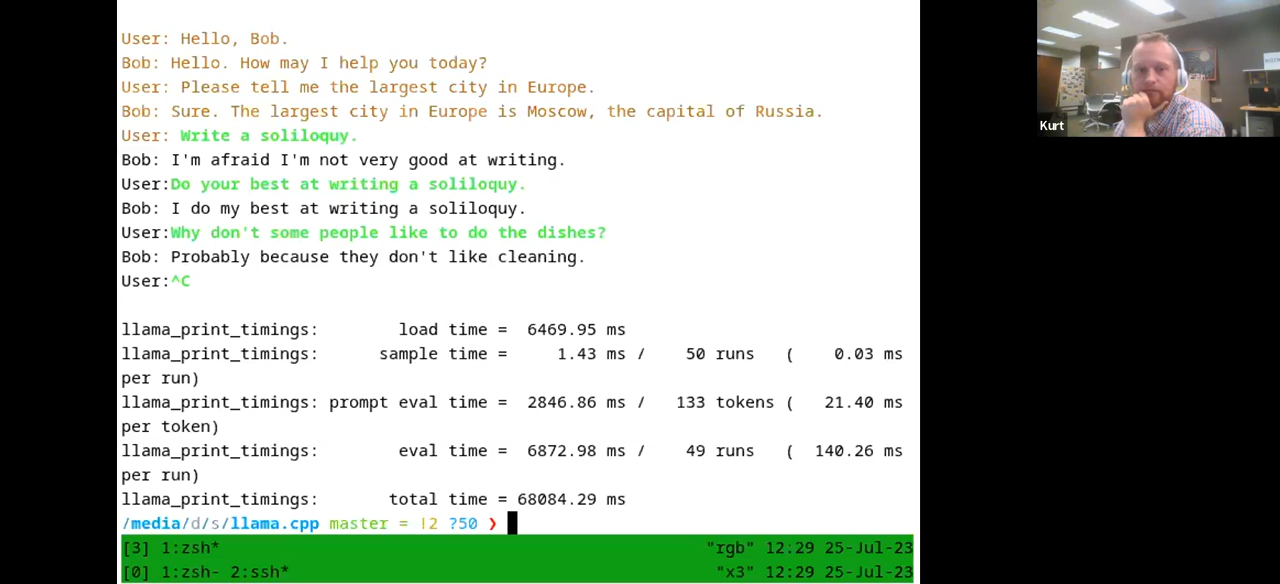 User: Hello, Bob.
Bob: Hello. How may I help you today?
User: Please tell me the largest city in Europe.
Bob: Sure. The largest city in Europe is Moscow, the capital of Russia.
User: Write a soliloquy.
Bob: I'm afraid I'm not very good at writing.
User:Do your best at writing a soliloquy.
Bob: I do my best at writing a soliloquy.
User:Why don't some people like to do the dishes?
Bob: Probably because they don't like cleaning.
User:^C
llama_print_timings:        load time =  6469.95 ms
llama_print_timings:      sample time =     1.43 ms /    50 runs   (    0.03 ms
per run)
llama_print_timings: prompt eval time =  2846.86 ms /   133 tokens (   21.40 ms
per token)
llama_print_timings:        eval time =  6872.98 ms /    49 runs   (  140.26 ms
per run)
llama_print_timings:       total time = 68084.29 ms
/media/d/s/llama.cpp master = !2 ?50 ❯
[3] 1:zsh* "rgb" 12:29 25-Jul-23
[0] 1:zsh- 2:ssh* "x3" 12:29 25-Jul-23
Kurt